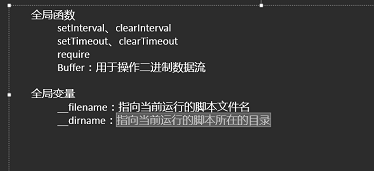 全局函数
setInterval、clearInterval
setTimeout、clearTimeout
require
Buffer：用于操作二进制数据流
全局变量
__filename：指向当前运行的脚本文件名
__dirname：指向当前运行的脚本所在的目录